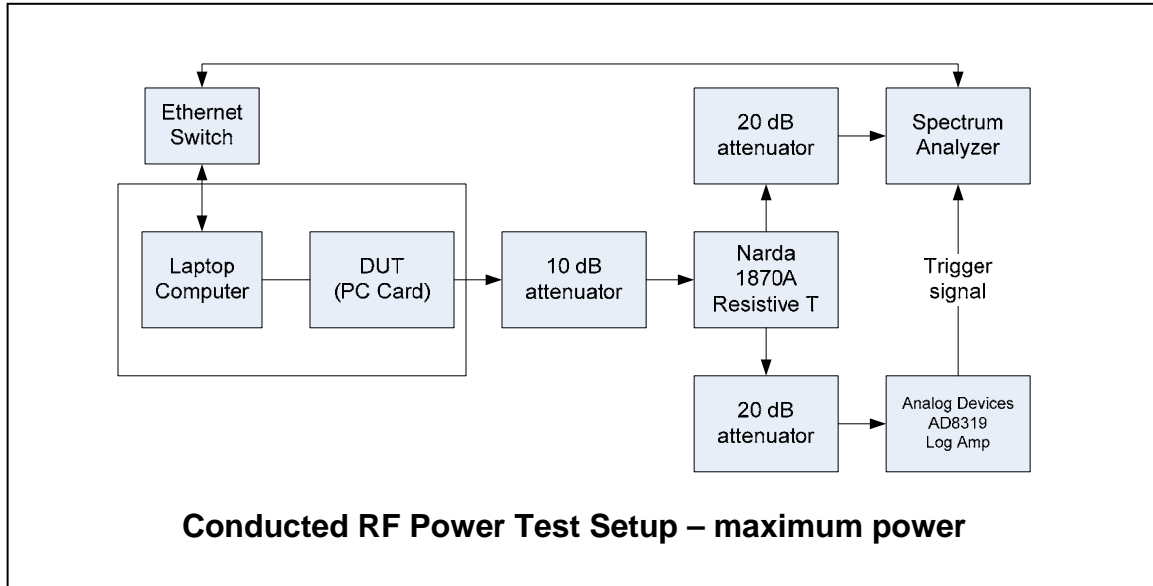 Ethernet
Switch
20 dB
attenuator
Spectrum
Analyzer
Laptop
Computer
DUT
(PC Card)
10 dB
attenuator
Narda
1870A
Resistive T
Trigger
signal
20 dB
attenuator
Analog Devices
AD8319
Log Amp
Conducted RF Power Test Setup – maximum power